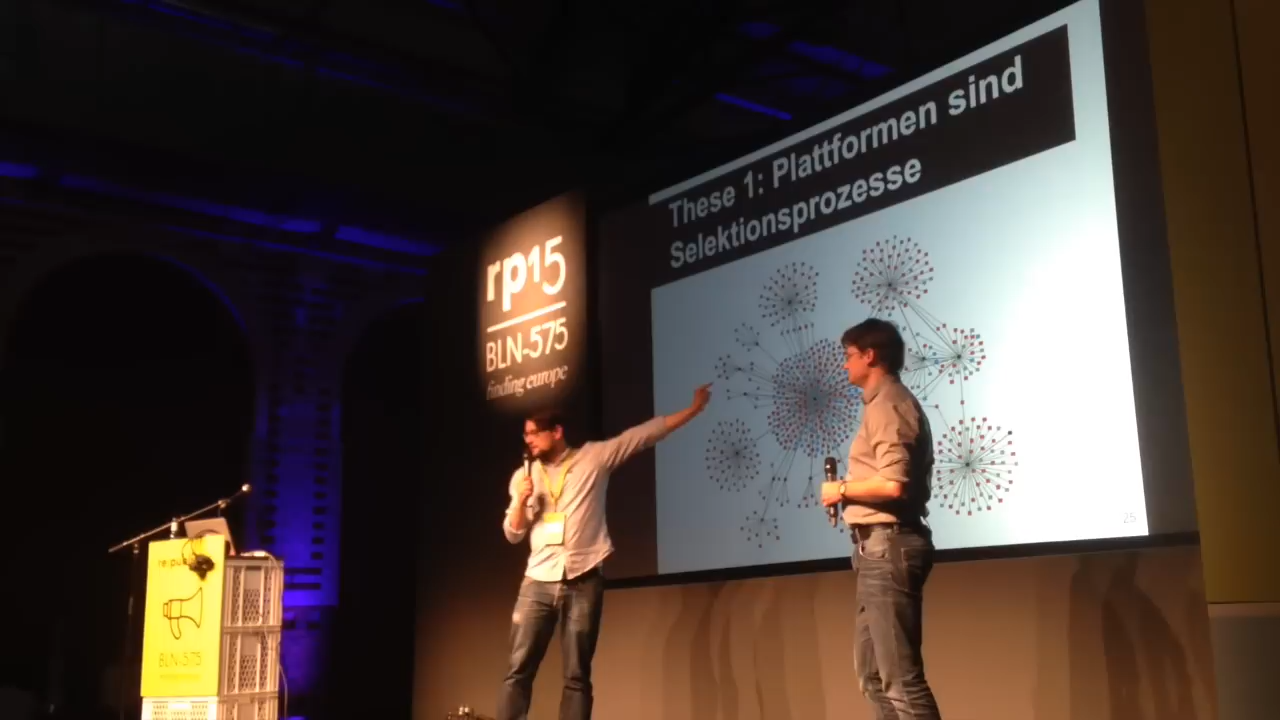 These 1: Plattformen sind
Selektionsprozesse
rp15
BLN-575
finding europe
25
BLN-575